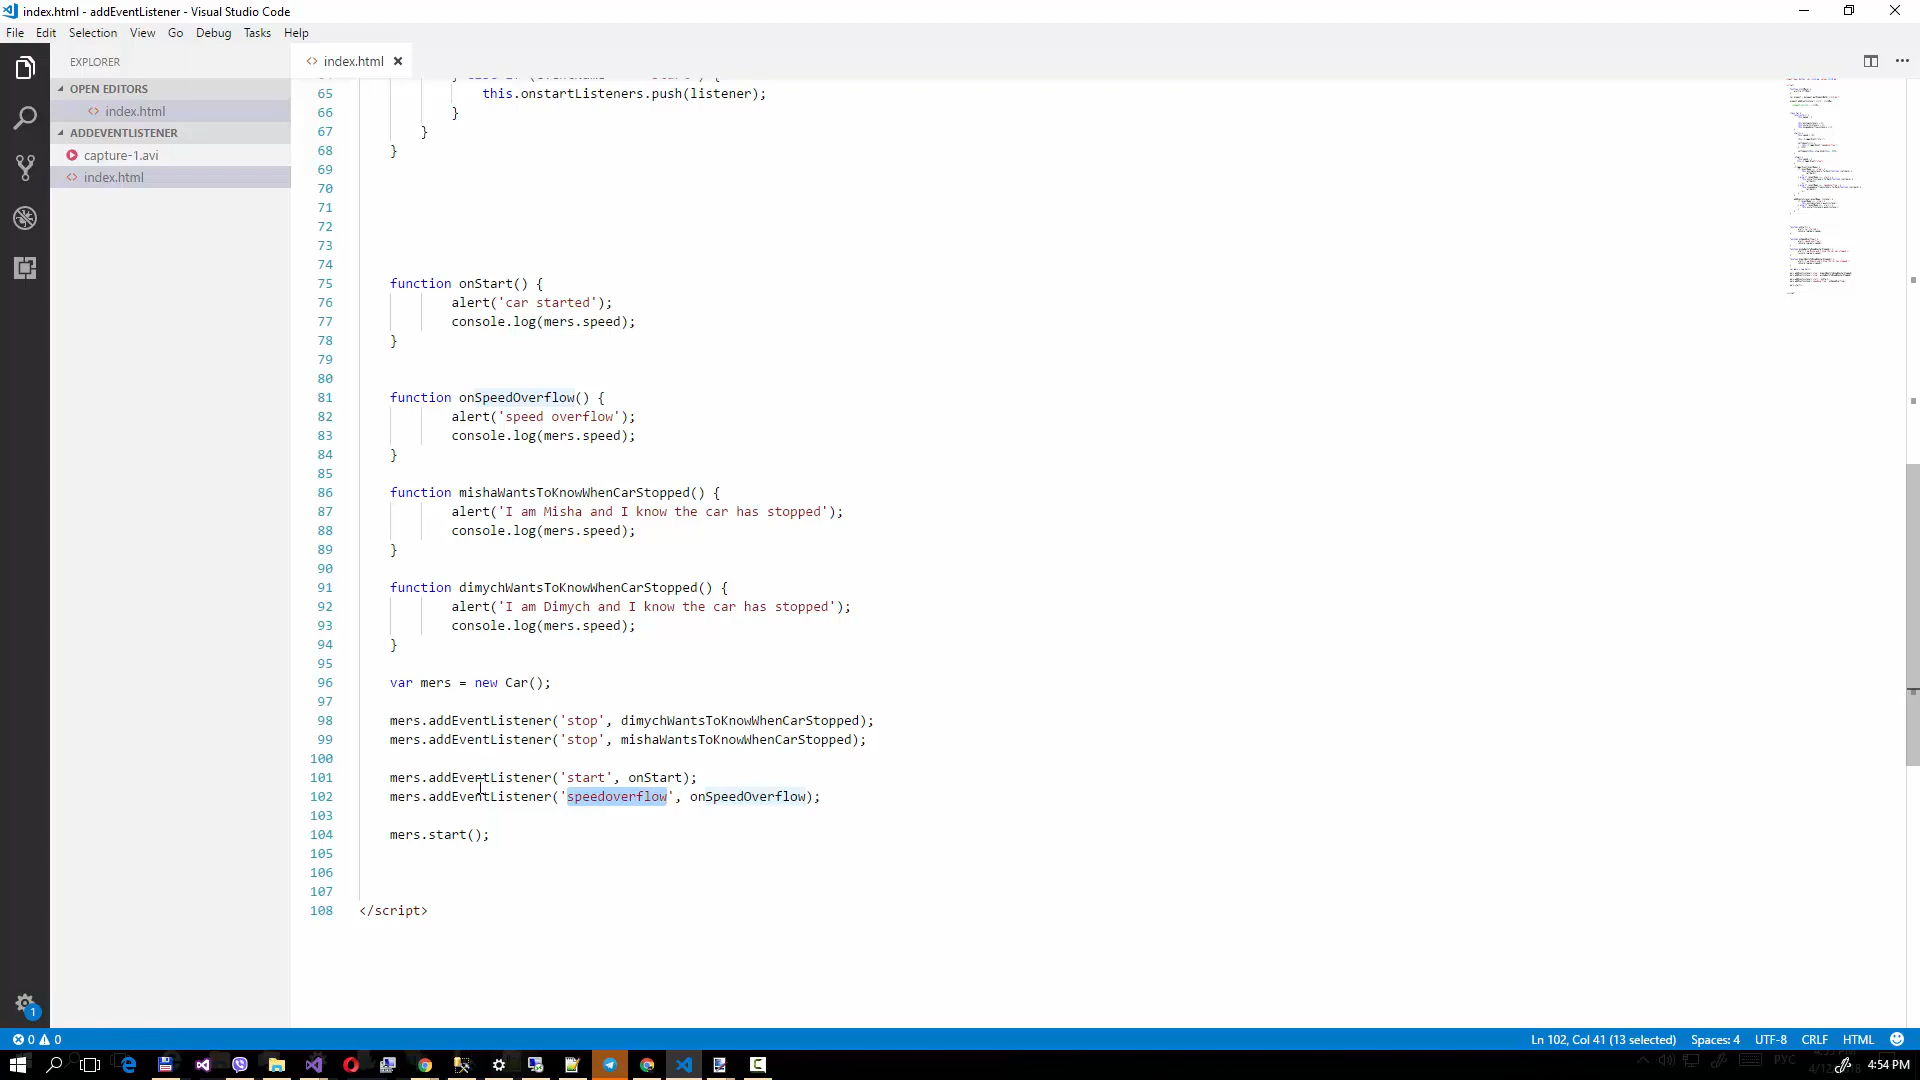 index.html - addEventListener - Visual Studio Code
File Edit Selection View Go Debug Tasks Help
EXPLORER
index.html
OPEN EDITORS
index.html
ADDEVENTLISTENER
capture-1.avi
index.html
65 this.onstartListeners.push(listener);
66 }
67 }
68 }
69
70
71
72
73
74
75 function onStart() {
76 alert('car started');
77 console.log(mers.speed);
78 }
79
80
81 function onSpeedOverflow() {
82 alert('speed overflow');
83 console.log(mers.speed);
84 }
85
86 function mishaWantsToKnowWhenCarStopped() {
87 alert('I am Misha and I know the car has stopped');
88 console.log(mers.speed);
89 }
90
91 function dimychWantsToKnowWhenCarStopped() {
92 alert('I am Dimych and I know the car has stopped');
93 console.log(mers.speed);
94 }
95
96 var mers = new Car();
97
98 mers.addEventListener('stop', dimychWantsToKnowWhenCarStopped);
99 mers.addEventListener('stop', mishaWantsToKnowWhenCarStopped);
100
101 mers.addEventListener('start', onStart);
102 mers.addEventListener('speedoverflow', onSpeedOverflow);
103
104 mers.start();
105
106
107
108 </script>
1
0 0
Ln 102, Col 41 (13 selected) Spaces: 4 UTF-8 CRLF HTML
РУС
4:54 PM